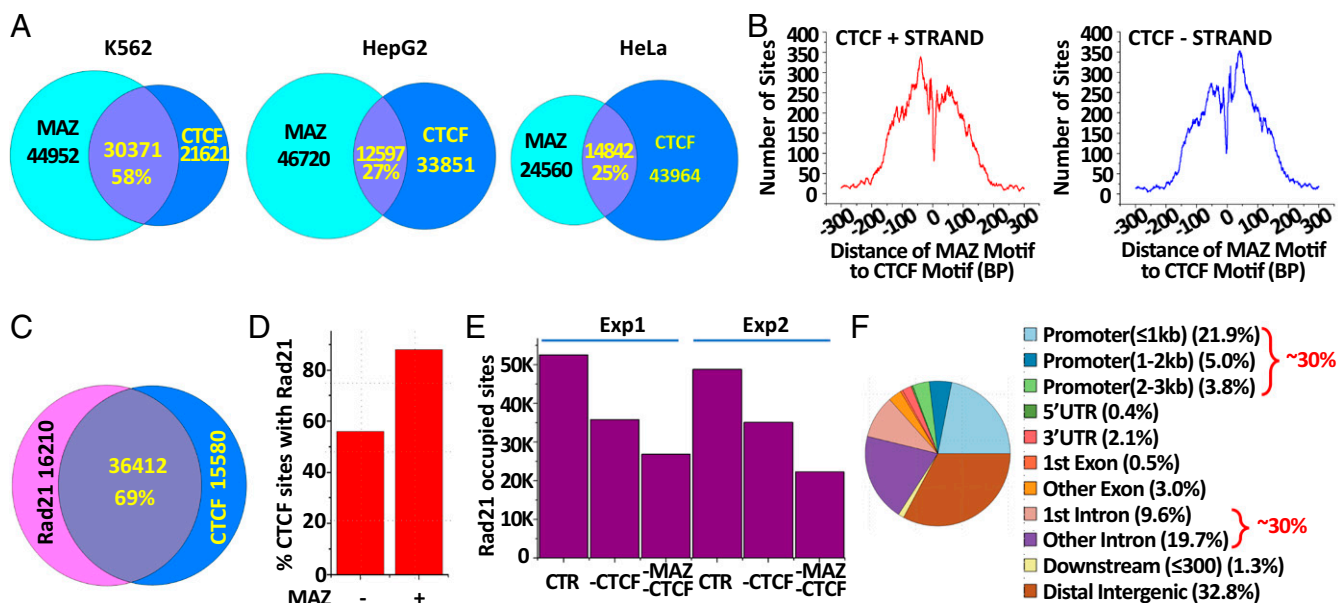 A
K562
MAZ
44952
30371
58%
CTCF
21621
HepG2
MAZ
46720
12597
27%
CTCF
33851
HeLa
MAZ
24560
14842
25%
CTCF
43964
B
CTCF + STRAND
Number of Sites
400
350
300
250
200
150
100
50
0
-300
-200
-100
0
100
200
300
Distance of MAZ Motif
to CTCF Motif (BP)
CTCF - STRAND
Number of Sites
400
350
300
250
200
150
100
50
0
-300
-200
-100
0
100
200
300
Distance of MAZ Motif
to CTCF Motif (BP)
C
Rad21 16210
36412
69%
CTCF 15580
D
% CTCF sites with Rad21
80
60
40
20
0
MAZ - +
E
Exp1 Exp2
Rad21 occupied sites
50K
40K
30K
20K
10K
0
CTR -CTCF -MAZ CTR -CTCF -MAZ
-CTCF -CTCF
F
Promoter(≤1kb) (21.9%)
Promoter(1-2kb) (5.0%)
Promoter(2-3kb) (3.8%)
~30%
5'UTR (0.4%)
3'UTR (2.1%)
1st Exon (0.5%)
Other Exon (3.0%)
1st Intron (9.6%)
Other Intron (19.7%)
~30%
Downstream (≤300) (1.3%)
Distal Intergenic (32.8%)